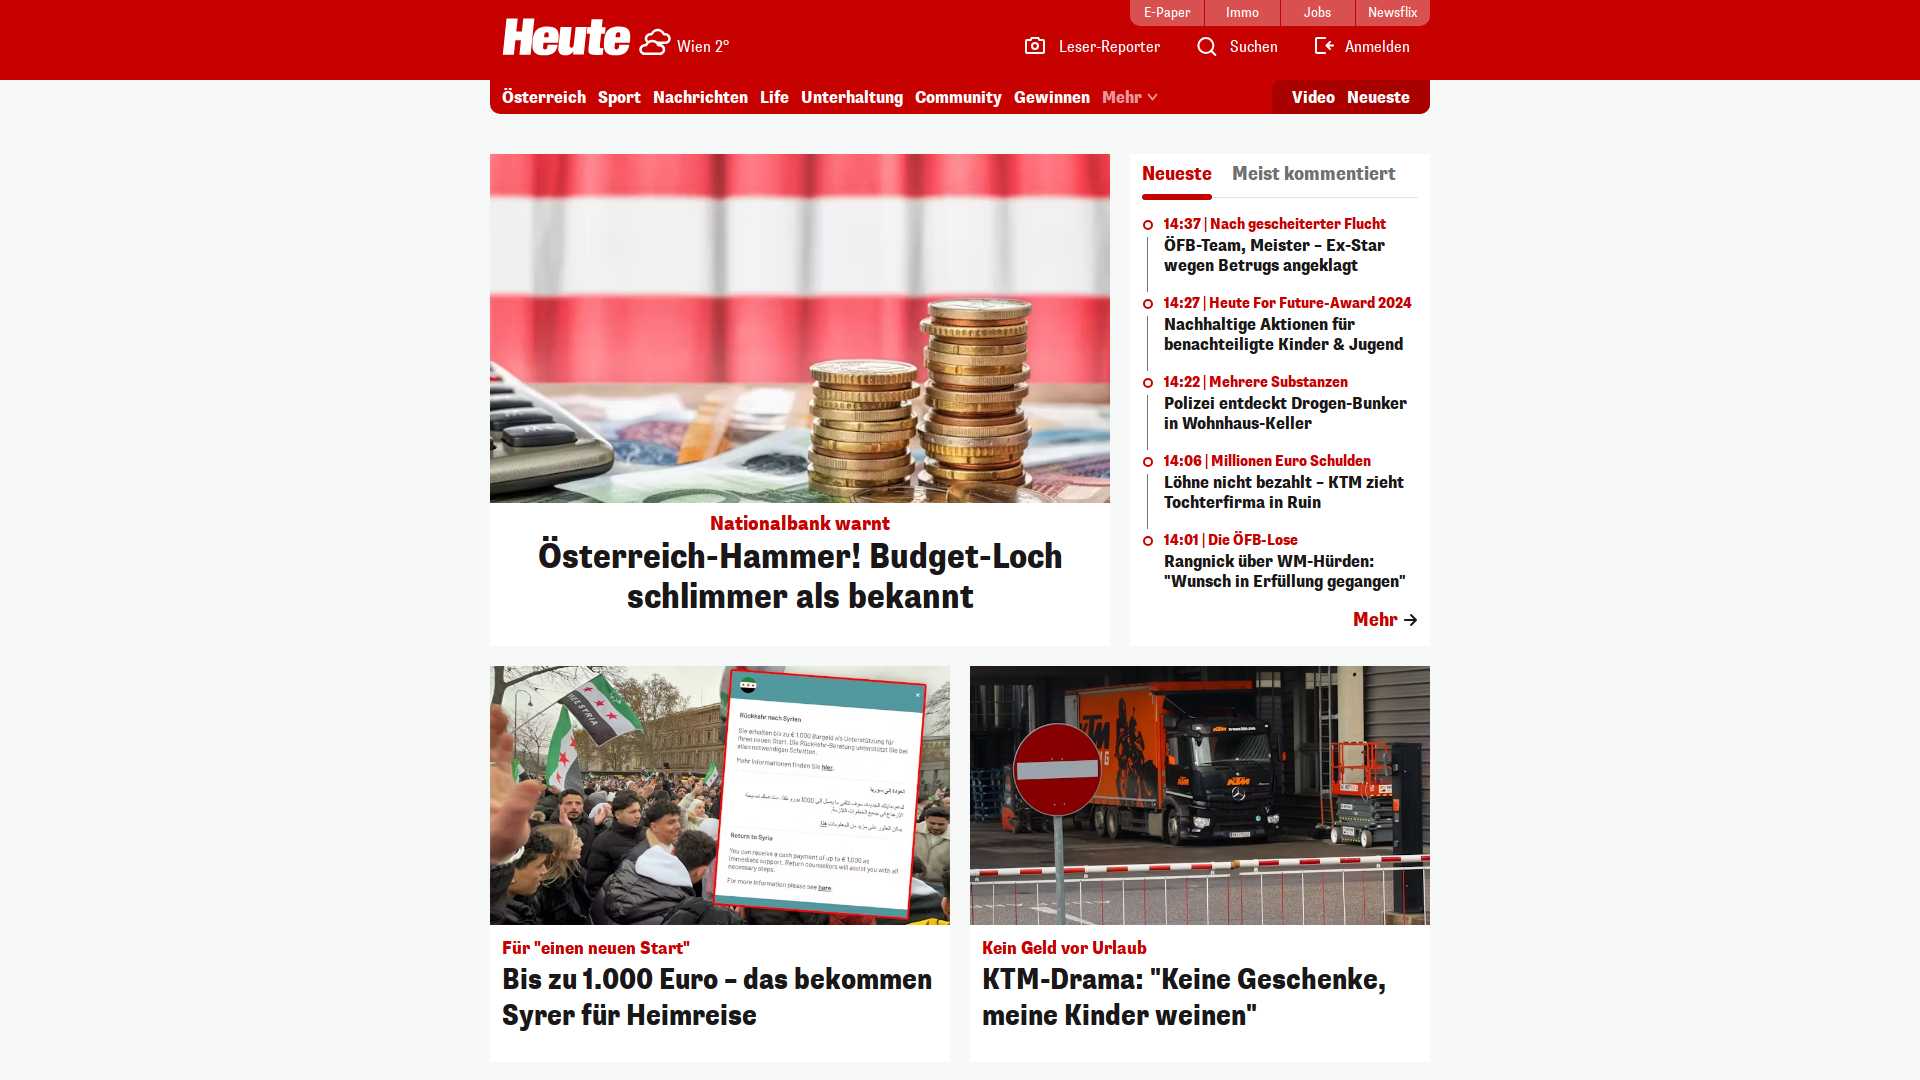 E-Paper
Immo
Jobs
Newsflix
Heute
Wien 2°
Leser-Reporter
Suchen
Anmelden
Österreich
Sport
Nachrichten
Life
Unterhaltung
Community
Gewinnen
Mehr
Video
Neueste
Nationalbank warnt
Österreich-Hammer! Budget-Loch
schlimmer als bekannt
Neueste
Meist kommentiert
14:37 | Nach gescheiterter Flucht
ÖFB-Team, Meister – Ex-Star
wegen Betrugs angeklagt
14:27 | Heute For Future-Award 2024
Nachhaltige Aktionen für
benachteiligte Kinder & Jugend
14:22 | Mehrere Substanzen
Polizei entdeckt Drogen-Bunker
in Wohnhaus-Keller
14:06 | Millionen Euro Schulden
Löhne nicht bezahlt – KTM zieht
Tochterfirma in Ruin
14:01 | Die ÖFB-Lose
Rangnick über WM-Hürden:
"Wunsch in Erfüllung gegangen"
Mehr
Rückkehr nach Syrien
Sie erhalten bis zu € 1.000 Bargeld als Unterstützung für
Ihren neuen Start. Die Rückkehr-Beratung unterstützt Sie bei
allen notwendigen Schritten.
Mehr Informationen finden Sie hier.
العودة إلى سوريا
Return to Syria
You can receive a cash payment of up to € 1,000 as
immediate support. Return counselors will assist you with all
necessary steps.
For more information please see here.
KTM
KTM
Für "einen neuen Start"
Bis zu 1.000 Euro – das bekommen
Syrer für Heimreise
Kein Geld vor Urlaub
KTM-Drama: "Keine Geschenke,
meine Kinder weinen"